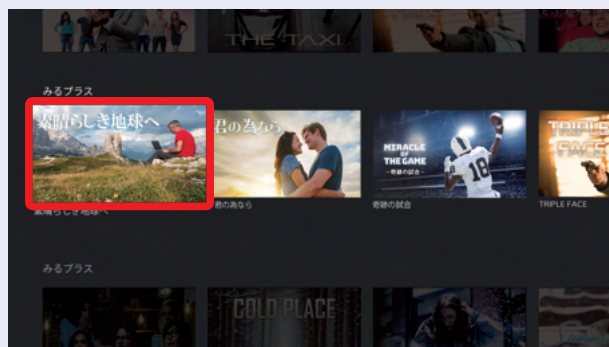 THE TAXI
みるプラス
素晴らしき地球へ
君の為なら
MIRACLE
OF
THE GAME
-奇跡の試合-
18
TRIPLE
FACE
素晴らしき地球へ
君の為なら
奇跡の試合
TRIPLE FACE
みるプラス
COLD PLACE